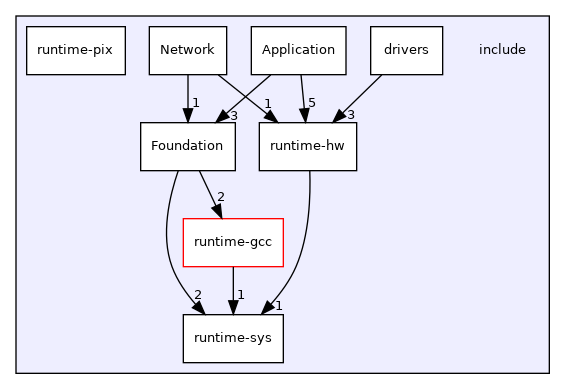 runtime-pix
Network
Application
drivers
include
1
3
1
5
3
Foundation
runtime-hw
2
runtime-gcc
2
1
1
runtime-sys